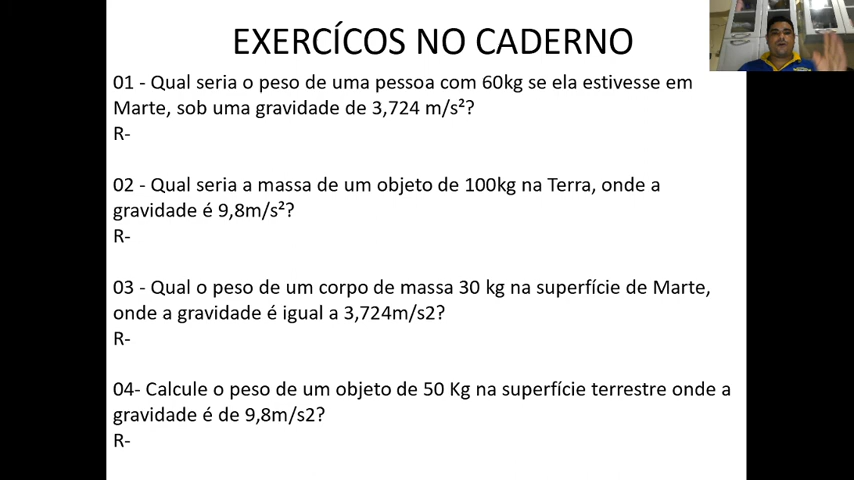 EXERCÍCOS NO CADERNO
01 - Qual seria o peso de uma pessoa com 60kg se ela estivesse em
Marte, sob uma gravidade de 3,724 m/s²?
R-
02 - Qual seria a massa de um objeto de 100kg na Terra, onde a
gravidade é 9,8m/s²?
R-
03 - Qual o peso de um corpo de massa 30 kg na superfície de Marte,
onde a gravidade é igual a 3,724m/s2?
R-
04- Calcule o peso de um objeto de 50 Kg na superfície terrestre onde a
gravidade é de 9,8m/s2?
R-